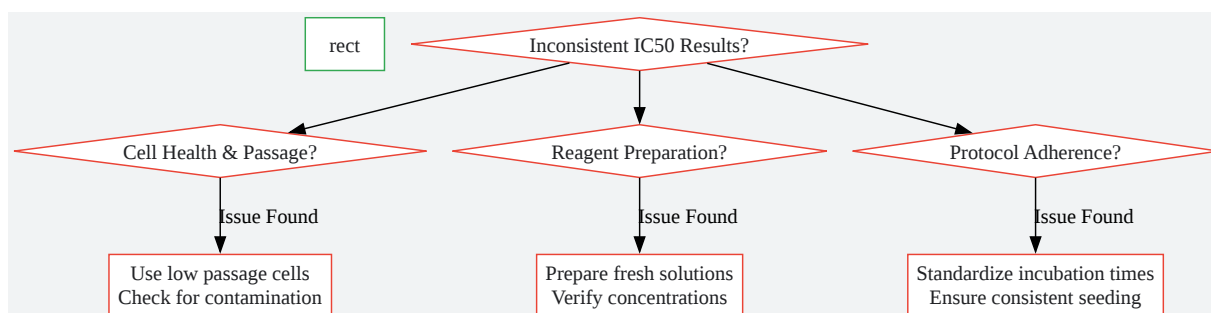 rect
Inconsistent IC50 Results?
Cell Health & Passage?
Reagent Preparation?
Protocol Adherence?
Issue Found
Issue Found
Issue Found
Use low passage cells
Check for contamination
Prepare fresh solutions
Verify concentrations
Standardize incubation times
Ensure consistent seeding